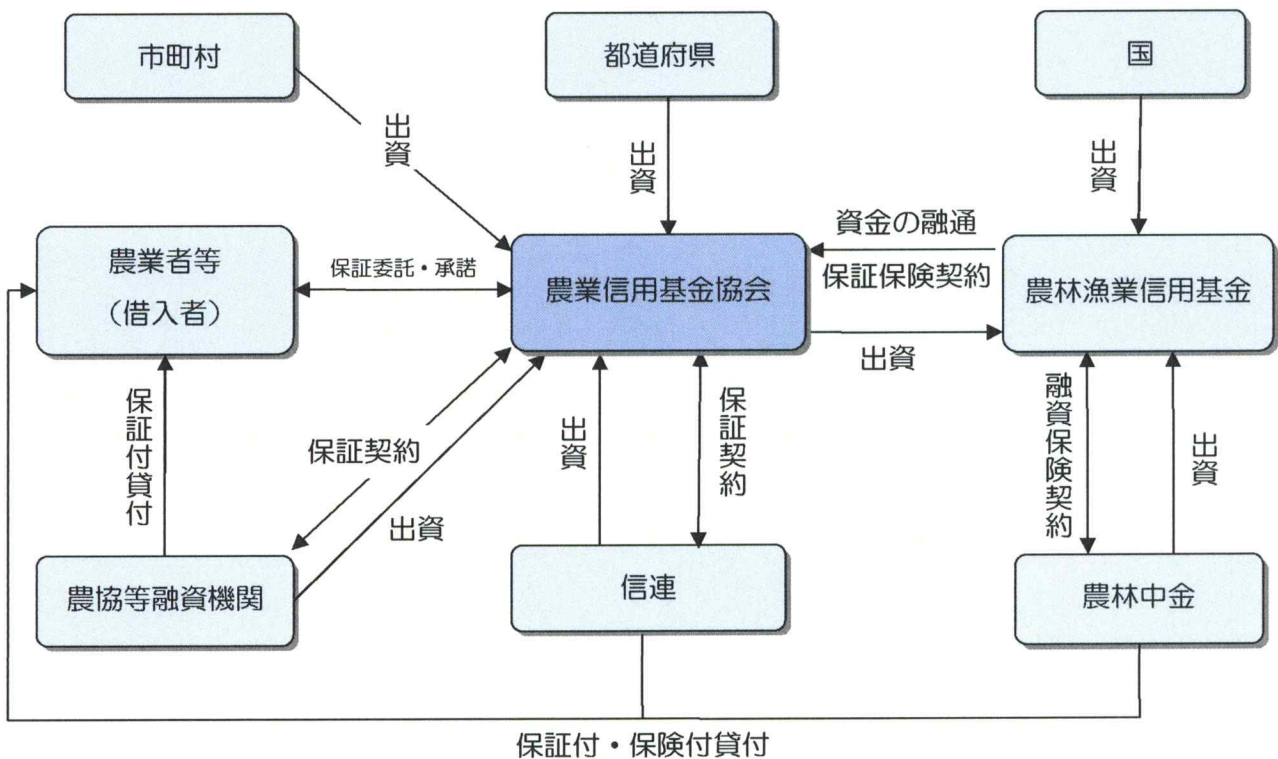 市町村
都道府県
国
出資
出資
出資
農業者等
（借入者）
保証委託・承諾
農業信用基金協会
資金の融通
保証保険契約
出資
農林漁業信用基金
保証付貸付
保証契約
出資
出資
保証契約
融資保険契約
出資
農協等融資機関
信連
農林中金
保証付・保険付貸付